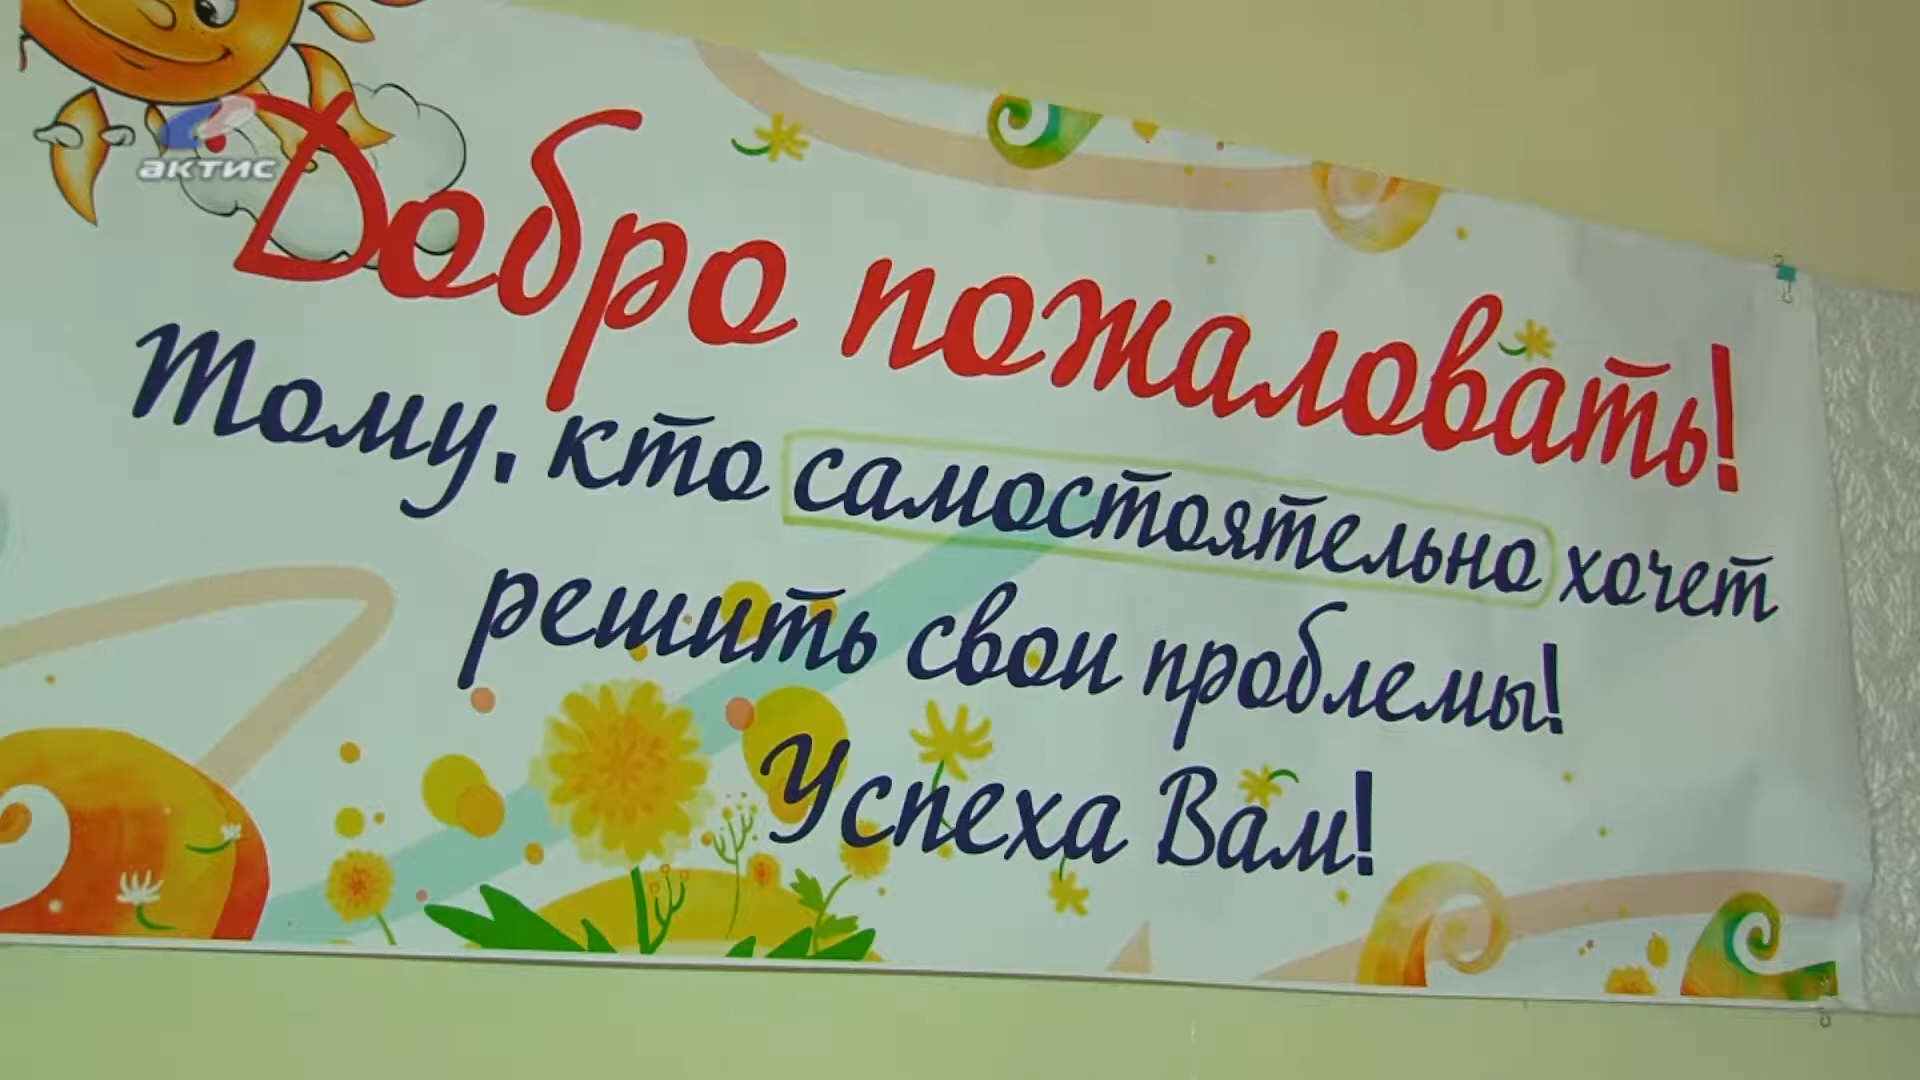 актис
Добро пожаловать!
Тому, кто самостоятельно хочет
решить свои проблемы!
Успеха Вам!